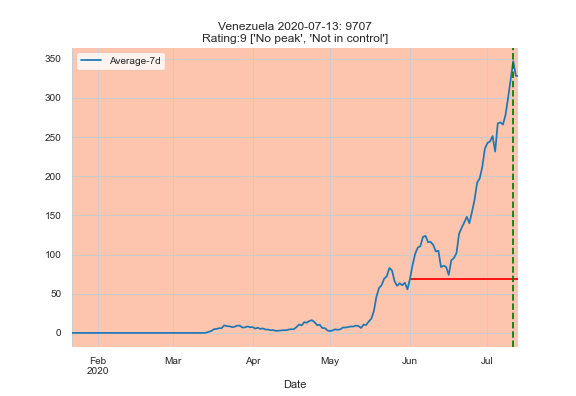 Venezuela 2020-07-13: 9707
Rating:9 ['No peak', 'Not in control']
Average-7d
350
300
250
200
150
100
50
0
Feb
2020
Mar
Apr
May
Jun
Jul
Date